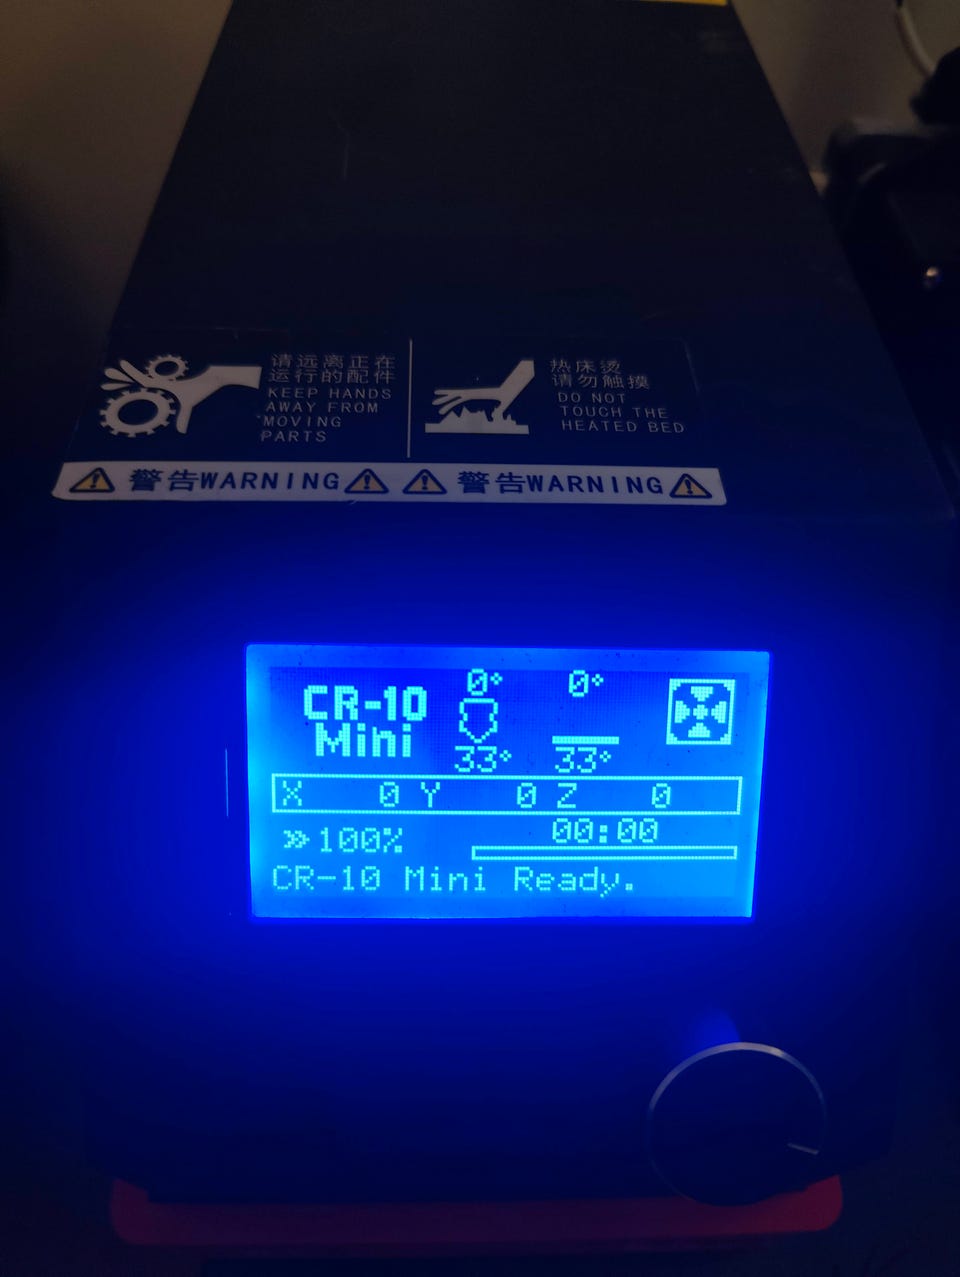 请远离正在
运行的配件
KEEP HANDS
AWAY FROM
MOVING
PARTS
热床烫
请勿触摸
DO NOT
TOUCH THE
HEATED BED
警告WARNING
警告WARNING
CR-10
Mini
0° 0°
33° 33°
X 0 Y 0 Z 0
100% 00:00
CR-10 Mini Ready.